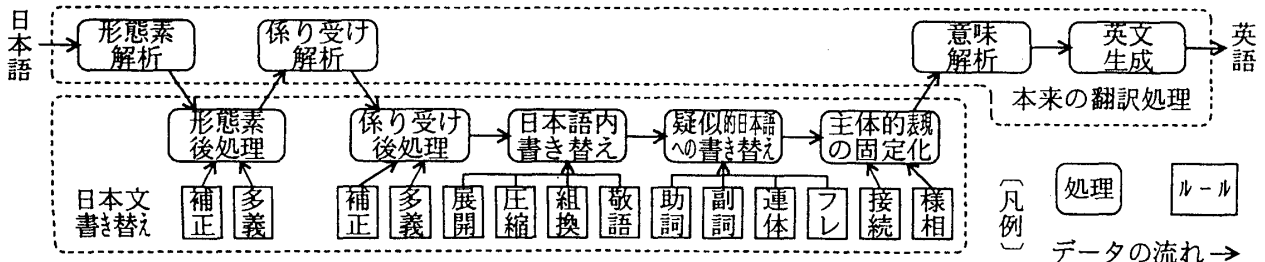 日本語
形態素
解析
係り受け
解析
意味
解析
英文
生成
英語
本来の翻訳処理
形態素
後処理
係り受け
後処理
日本語内
書き替え
疑似的日本語
への書き替え
主体的表現
の固定化
日本文
書き替え
補正
多義
補正
多義
展開
圧縮
組換
敬語
助詞
副詞
連体
フレ
接続
様相
〔凡例〕
処理
ルール
データの流れ→